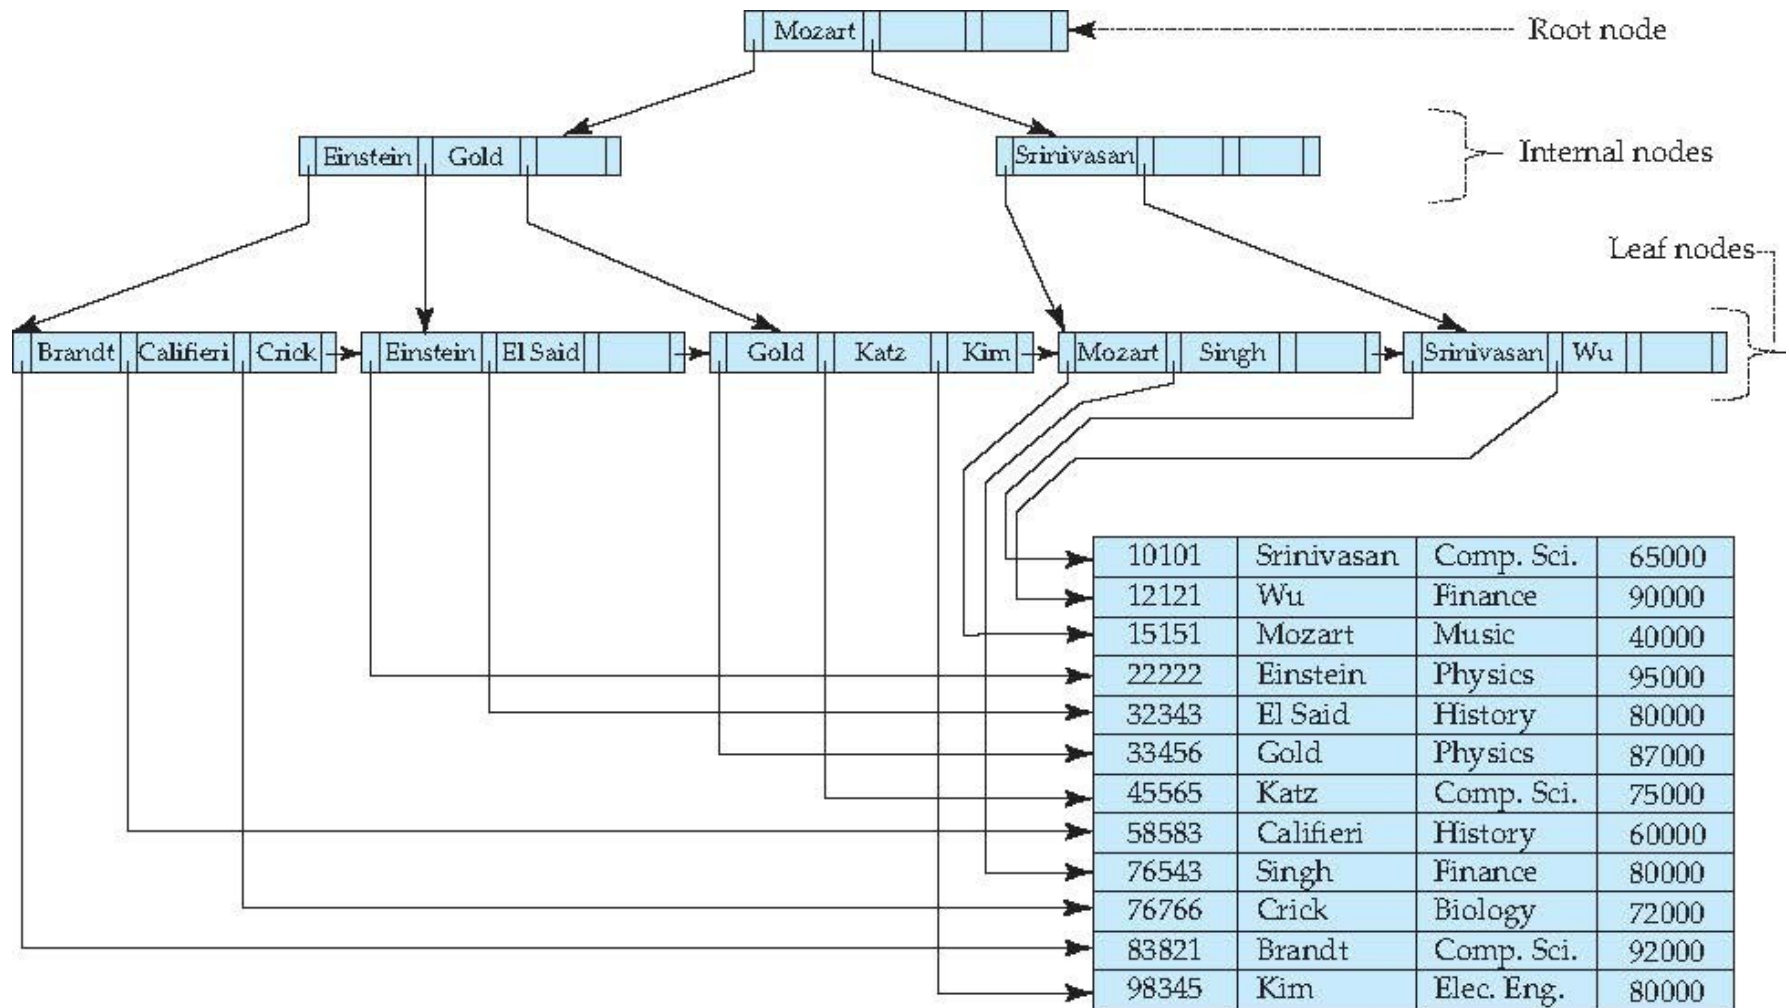 Mozart
Root node
Einstein Gold
Srinivasan
Internal nodes
Leaf nodes
Brandt Califieri Crick
Einstein El Said
Gold Katz Kim
Mozart Singh
Srinivasan Wu
10101 Srinivasan Comp. Sci. 65000
12121 Wu Finance 90000
15151 Mozart Music 40000
22222 Einstein Physics 95000
32343 El Said History 80000
33456 Gold Physics 87000
45565 Katz Comp. Sci. 75000
58583 Califieri History 60000
76543 Singh Finance 80000
76766 Crick Biology 72000
83821 Brandt Comp. Sci. 92000
98345 Kim Elec. Eng. 80000